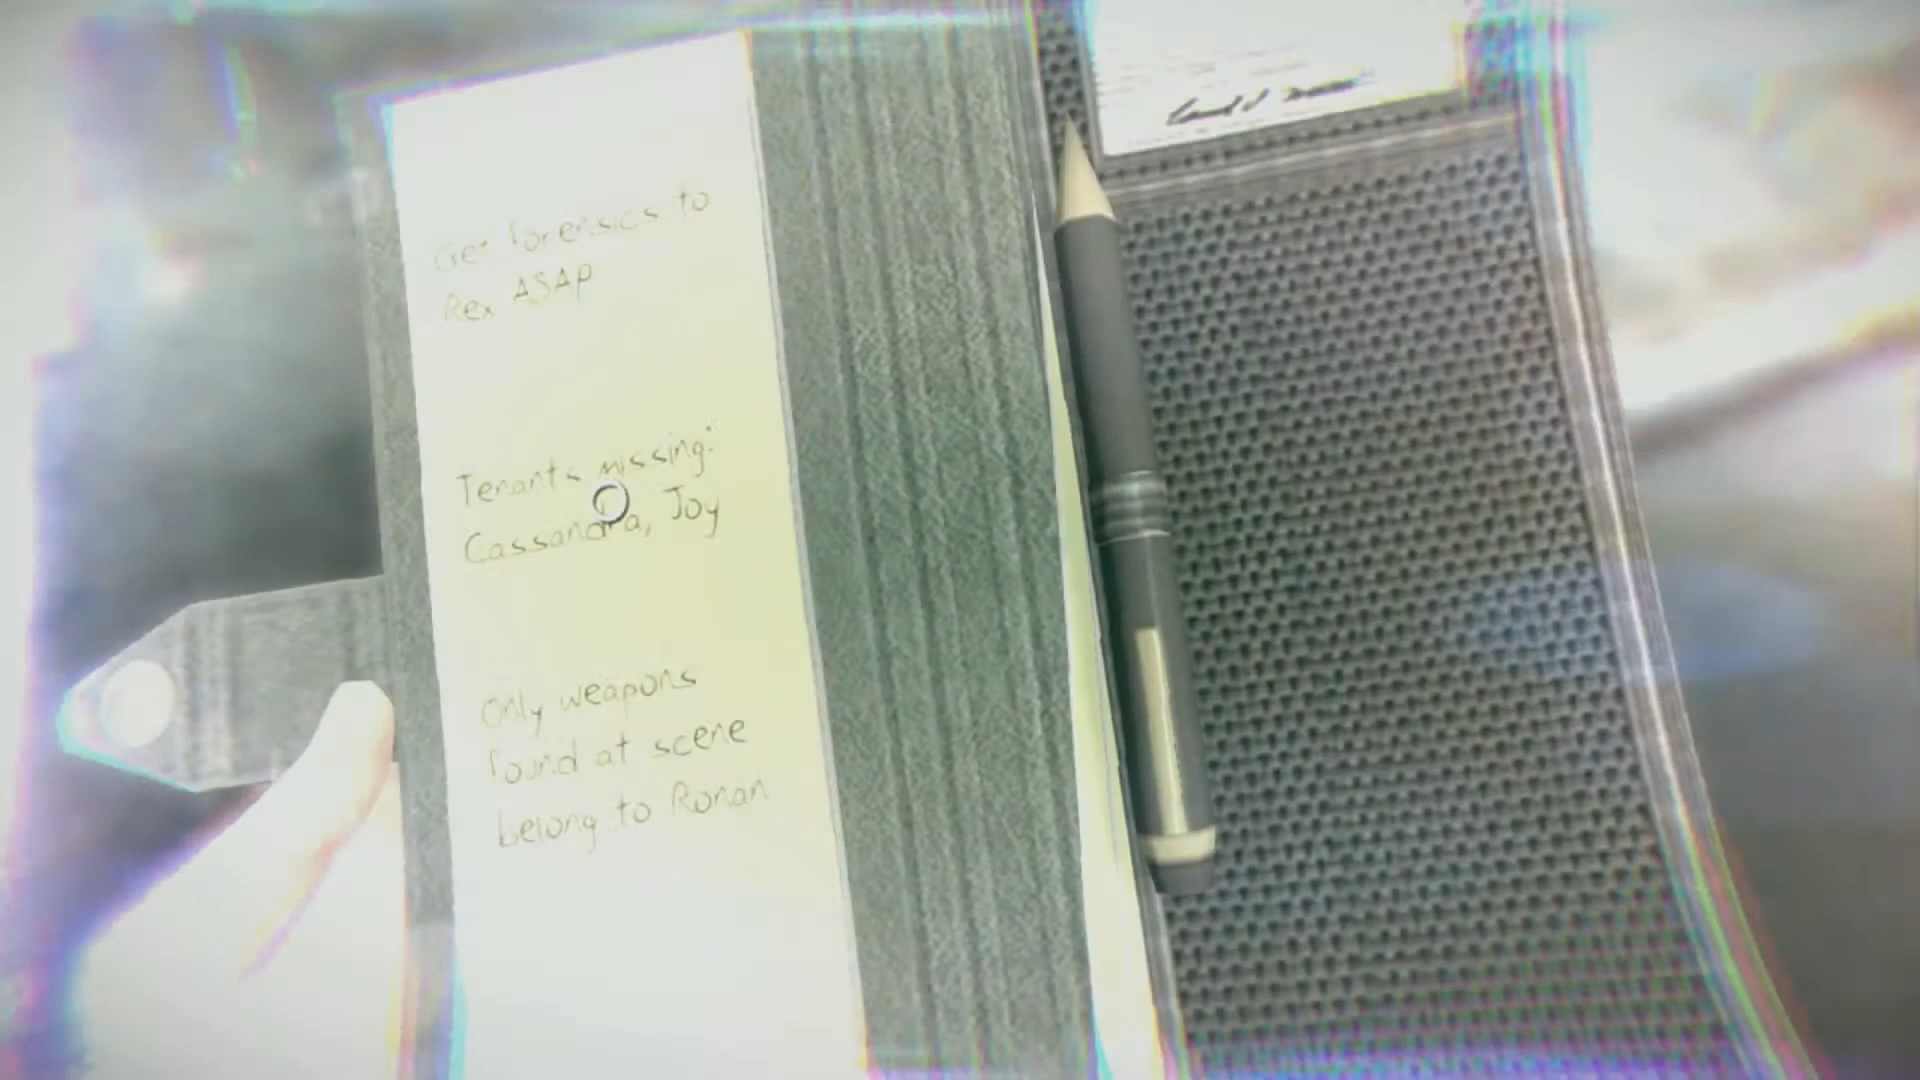 Get forensics to
Rex ASAP
Tenants missing:
Cassandra, Joy
Only weapons
found at scene
belong to Ronan